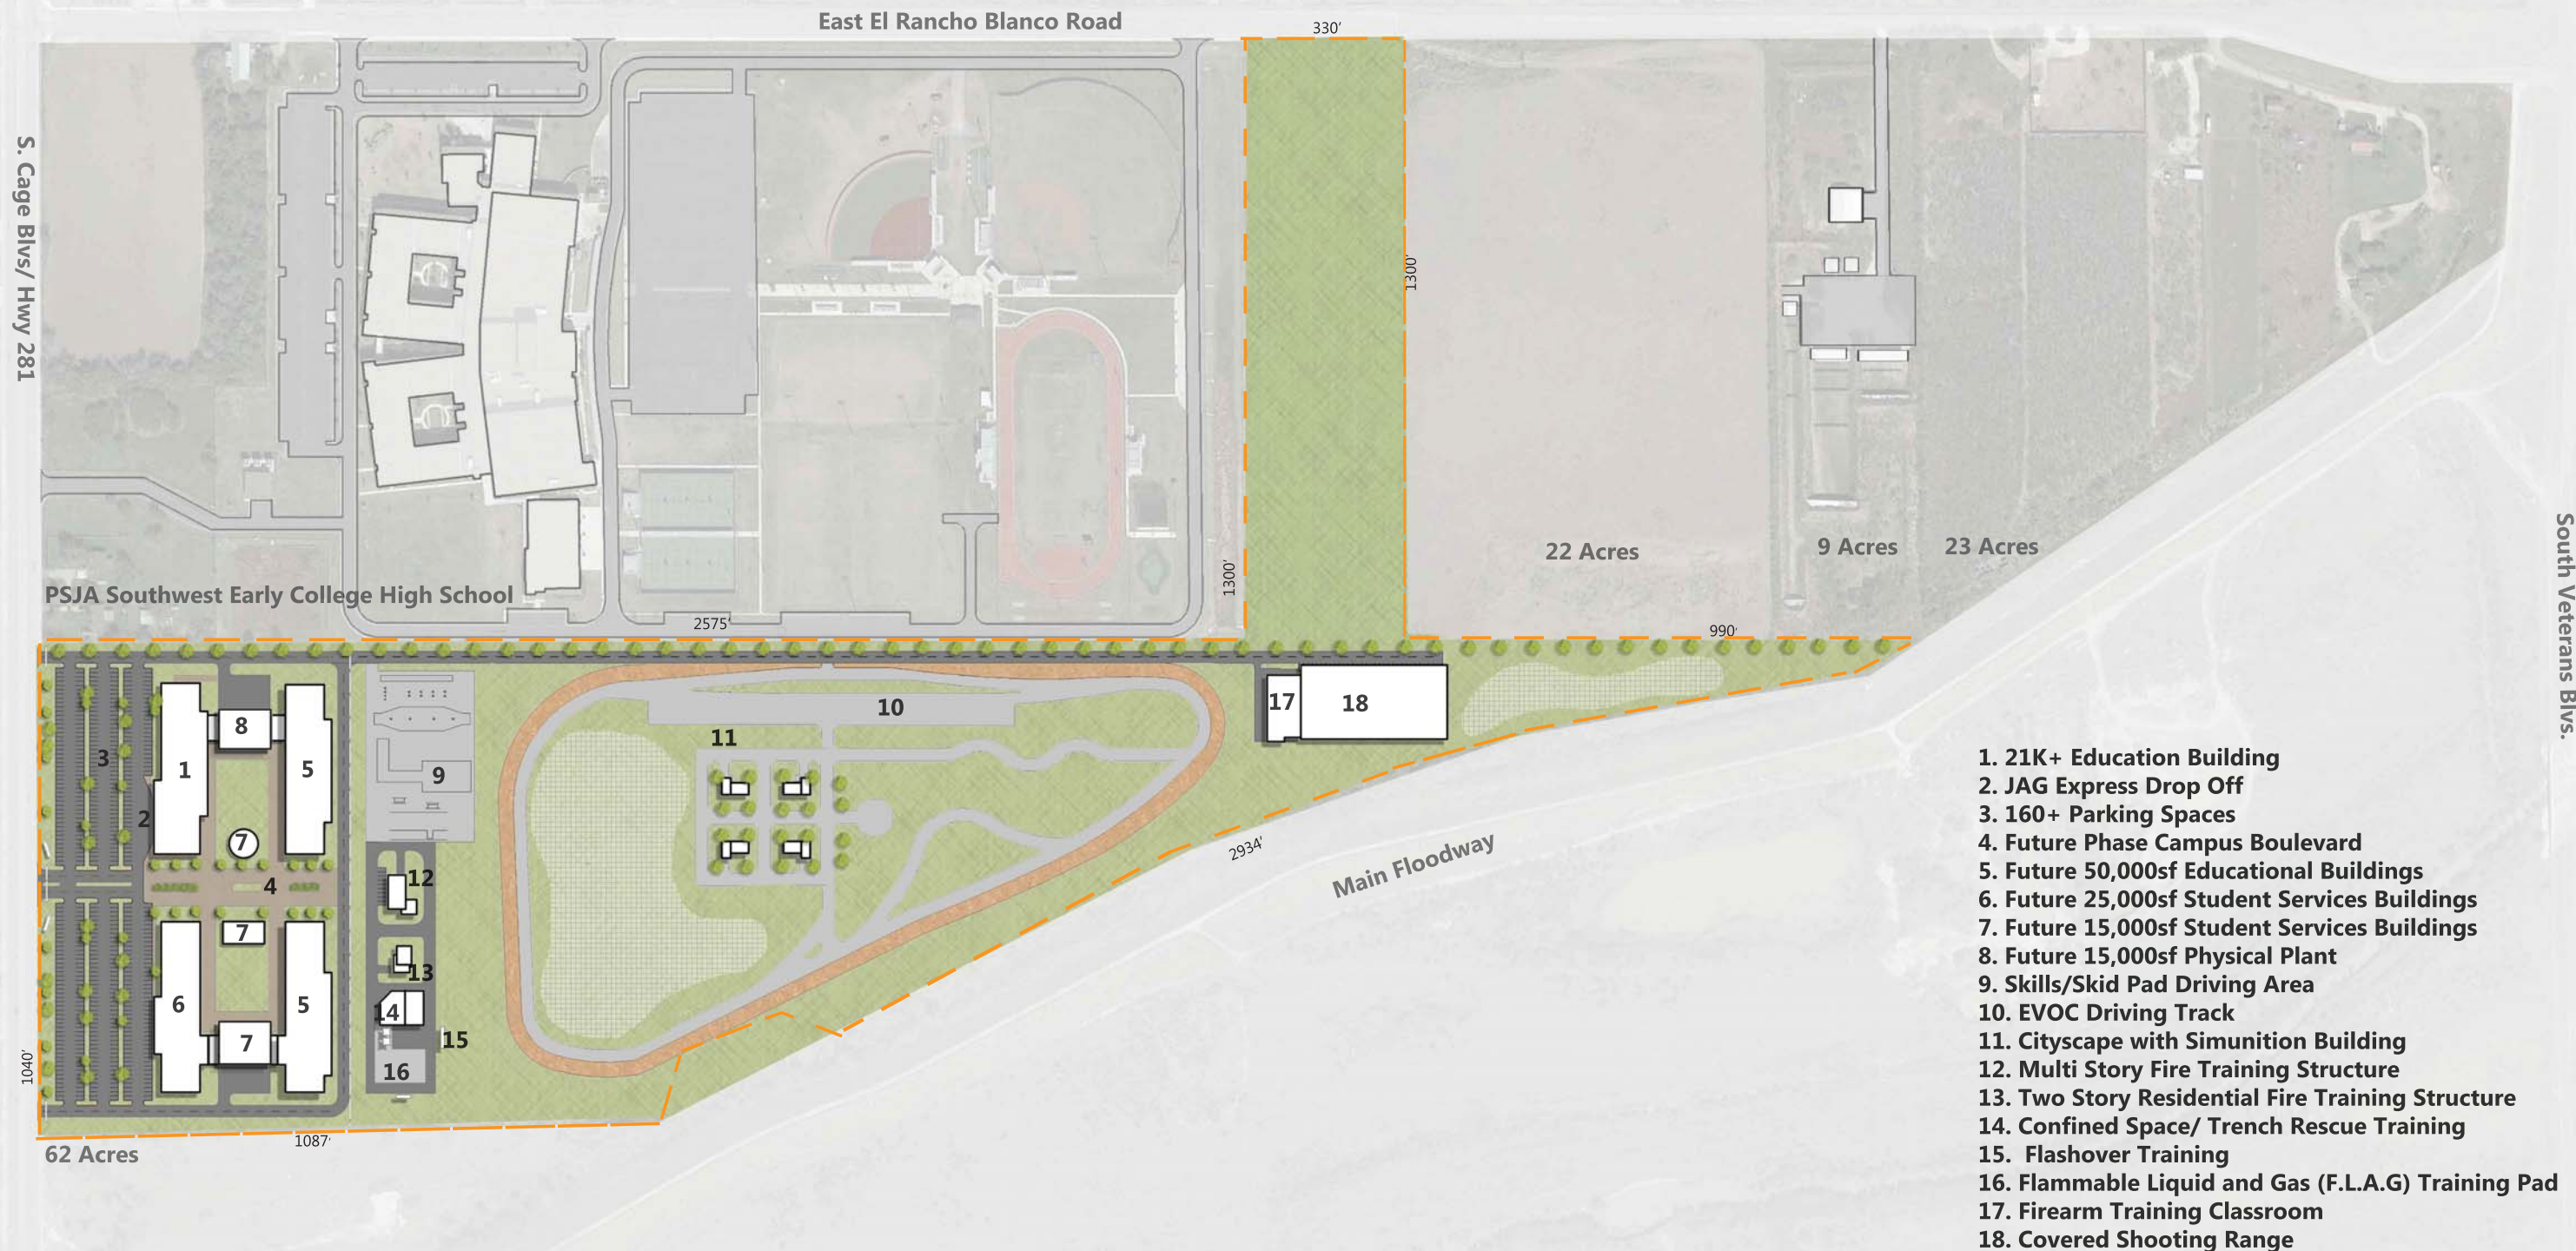 East El Rancho Blanco Road
330'
S. Cage Blvs/ Hwy 281
1300'
1300'
22 Acres
9 Acres
23 Acres
South Veterans Blvs.
PSJA Southwest Early College High School
2575'
990'
1
2
3
4
5
5
6
7
7
7
8
9
10
11
12
13
14
15
16
17
18
2934'
Main Floodway
1040'
1087'
62 Acres
1. 21K+ Education Building
2. JAG Express Drop Off
3. 160+ Parking Spaces
4. Future Phase Campus Boulevard
5. Future 50,000sf Educational Buildings
6. Future 25,000sf Student Services Buildings
7. Future 15,000sf Student Services Buildings
8. Future 15,000sf Physical Plant
9. Skills/Skid Pad Driving Area
10. EVOC Driving Track
11. Cityscape with Simunition Building
12. Multi Story Fire Training Structure
13. Two Story Residential Fire Training Structure
14. Confined Space/ Trench Rescue Training
15.  Flashover Training
16. Flammable Liquid and Gas (F.L.A.G) Training Pad
17. Firearm Training Classroom
18. Covered Shooting Range